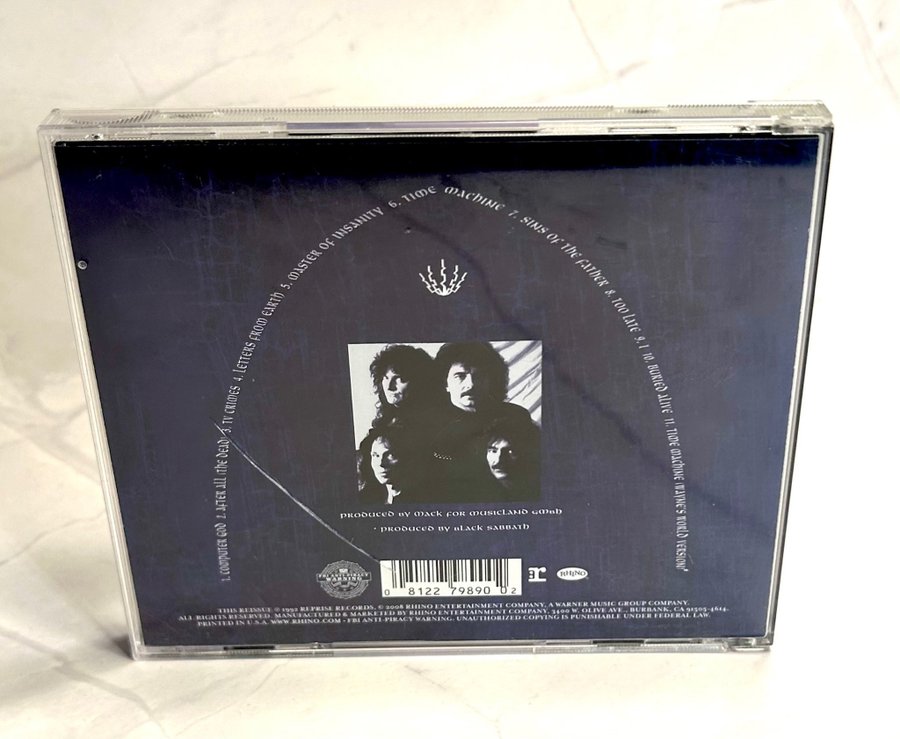 1. COMPUTER GOD 2. AFTER ALL (THE DEAD) 3. TV CRIMES 4. LETTERS FROM EARTH 5. MASTER OF INSANITY 6. TIME MACHINE 7. SINS OF THE FATHER 8. TOO LATE 9. I 10. BURIED ALIVE 11. TIME MACHINE (WAYNE'S WORLD VERSION)*
PRODUCED BY MACK FOR MUSICLAND GMBH
* PRODUCED BY BLACK SABBATH
FBI ANTI-PIRACY
WARNING
0 8122 79890 0 2
R
RHINO
THIS REISSUE ℗ 1992 REPRISE RECORDS, © 2008 RHINO ENTERTAINMENT COMPANY, A WARNER MUSIC GROUP COMPANY.
ALL RIGHTS RESERVED. MANUFACTURED & MARKETED BY RHINO ENTERTAINMENT COMPANY, 3400 W. OLIVE AVE., BURBANK, CA 91505-4614.
PRINTED IN U.S.A. WWW.RHINO.COM • FBI ANTI-PIRACY WARNING. UNAUTHORIZED COPYING IS PUNISHABLE UNDER FEDERAL LAW.